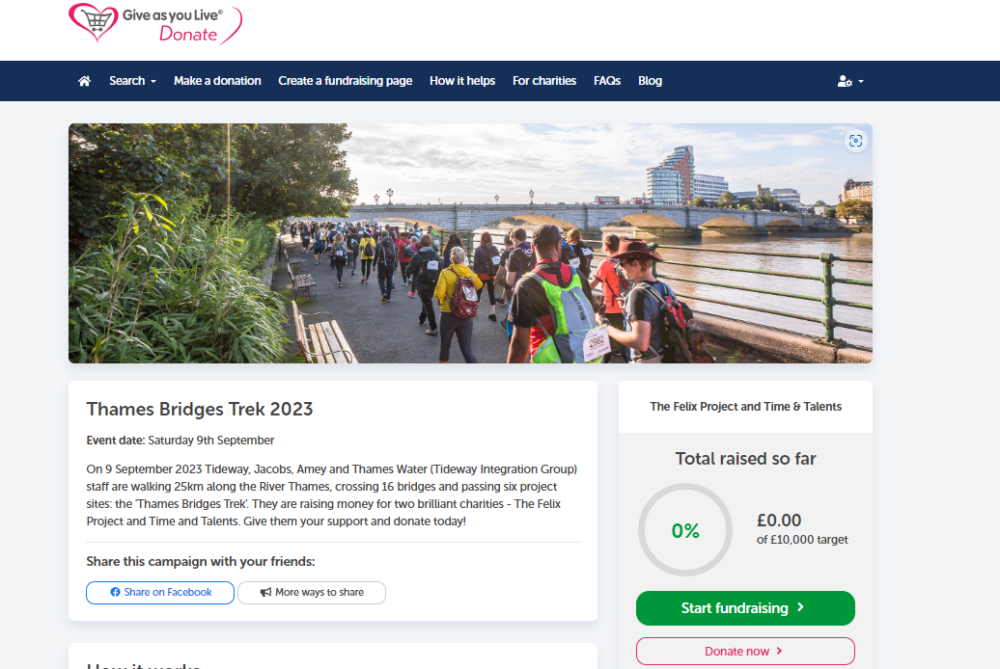 Give as you Live®
Donate
Search
Make a donation
Create a fundraising page
How it helps
For charities
FAQs
Blog
2962
Thames Bridges Trek 2023
Event date: Saturday 9th September
On 9 September 2023 Tideway, Jacobs, Amey and Thames Water (Tideway Integration Group)
staff are walking 25km along the River Thames, crossing 16 bridges and passing six project
sites: the 'Thames Bridges Trek'. They are raising money for two brilliant charities - The Felix
Project and Time and Talents. Give them your support and donate today!
Share this campaign with your friends:
Share on Facebook
More ways to share
How it works
The Felix Project and Time & Talents
Total raised so far
0%
£0.00
of £10,000 target
Start fundraising
Donate now